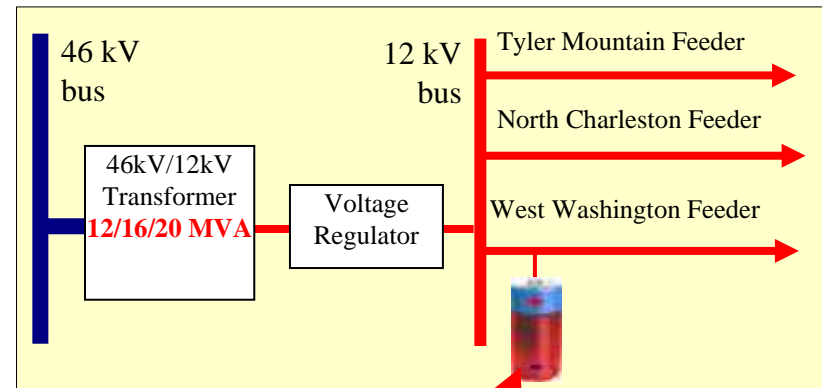 46 kV
bus
46kV/12kV
Transformer
12/16/20 MVA
Voltage
Regulator
12 kV
bus
Tyler Mountain Feeder
North Charleston Feeder
West Washington Feeder